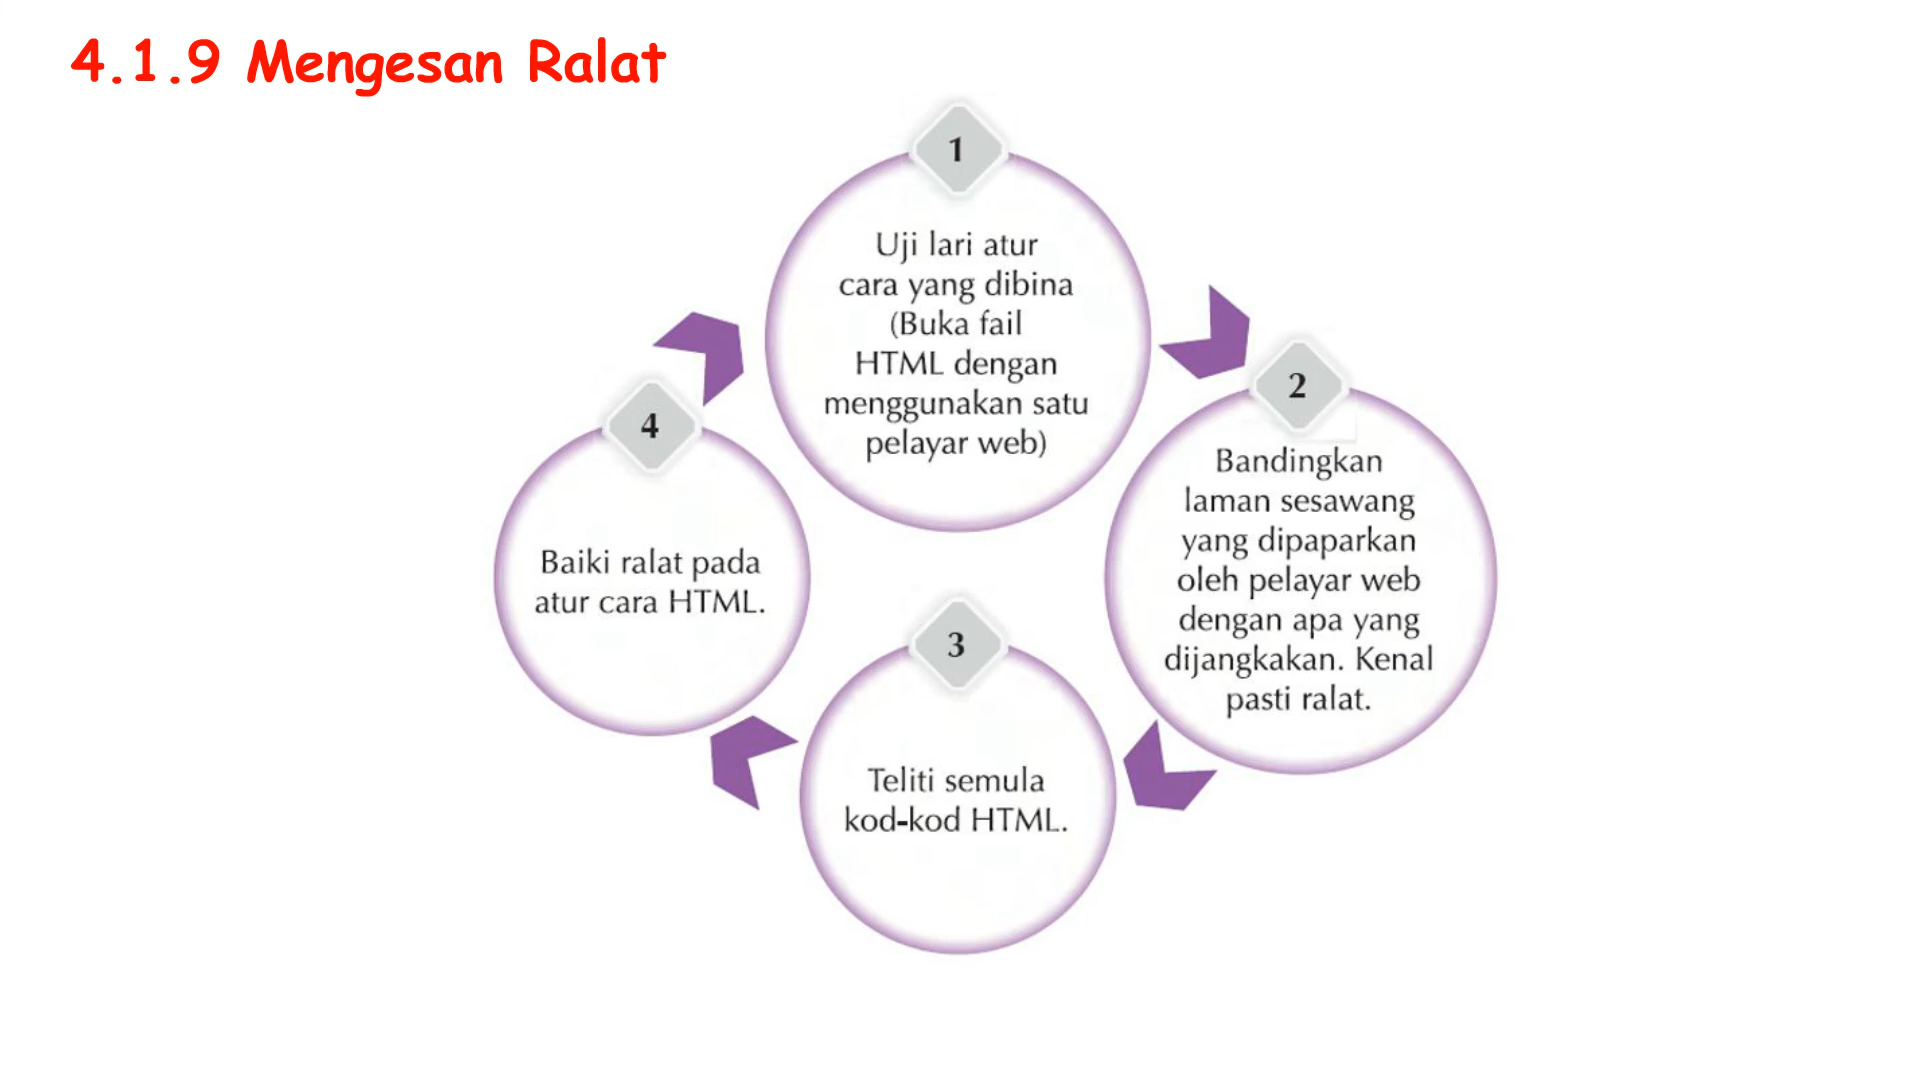 4.1.9 Mengesan Ralat
1
Uji lari atur
cara yang dibina
(Buka fail
HTML dengan
menggunakan satu
pelayar web)
2
Bandingkan
laman sesawang
yang dipaparkan
oleh pelayar web
dengan apa yang
dijangkakan. Kenal
pasti ralat.
3
Teliti semula
kod-kod HTML.
4
Baiki ralat pada
atur cara HTML.